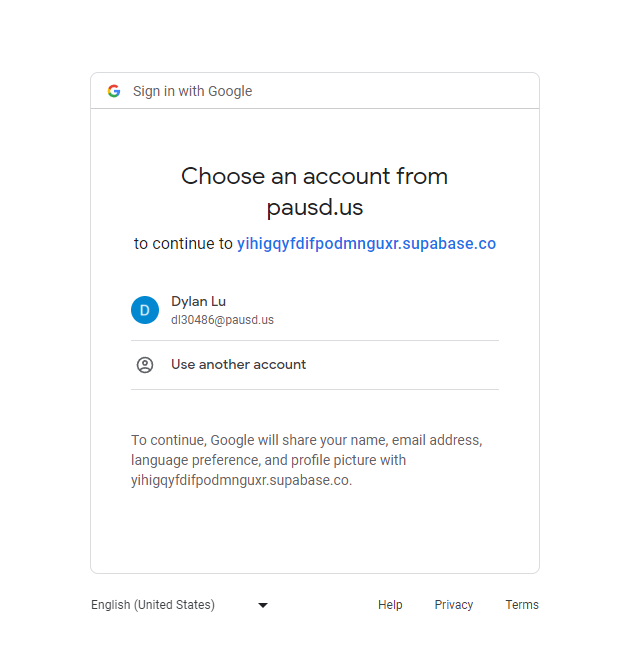 Sign in with Google
Choose an account from
pausd.us
to continue to yihigqyfdifpodmnguxr.supabase.co
D
Dylan Lu
dl30486@pausd.us
Use another account
To continue, Google will share your name, email address,
language preference, and profile picture with
yihigqyfdifpodmnguxr.supabase.co.
English (United States)
Help
Privacy
Terms